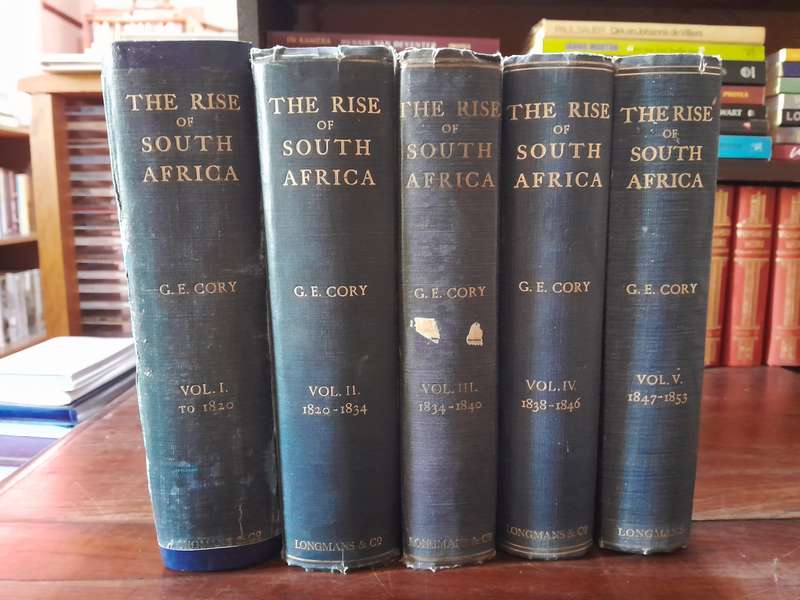 THE RISE
OF
SOUTH
AFRICA
G. E. CORY
VOL. I.
TO 1820
LONGMANS & Co
THE RISE
OF
SOUTH
AFRICA
G. E. CORY
VOL. II.
1820-1834
LONGMANS & Co
THE RISE
OF
SOUTH
AFRICA
G. E. CORY
VOL. III.
1834-1840
LONGMANS & Co
THE RISE
OF
SOUTH
AFRICA
G. E. CORY
VOL. IV.
1838-1846
LONGMANS & Co
THE RISE
OF
SOUTH
AFRICA
G. E. CORY
VOL. V.
1847-1853
LONGMANS
IN KAMERA